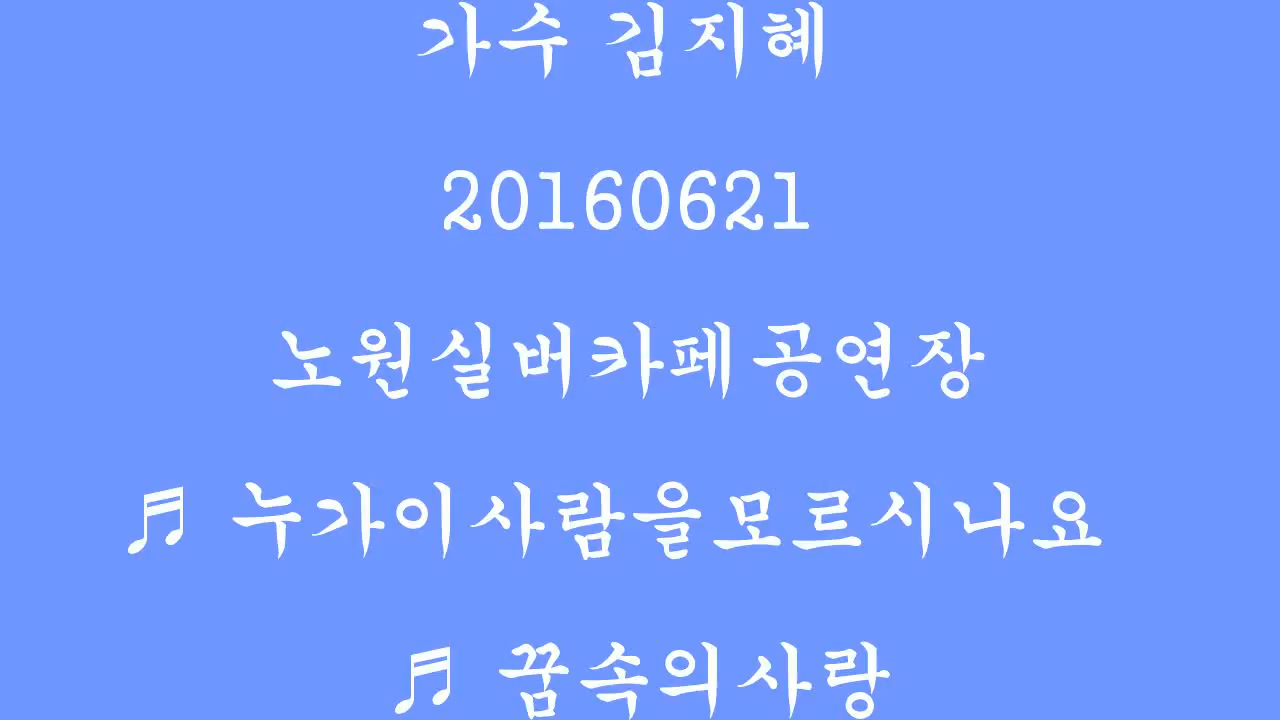 가수 김지혜
20160621
노원실버카페공연장
♬ 누가이사람을모르시나요
♬ 꿈속의사랑